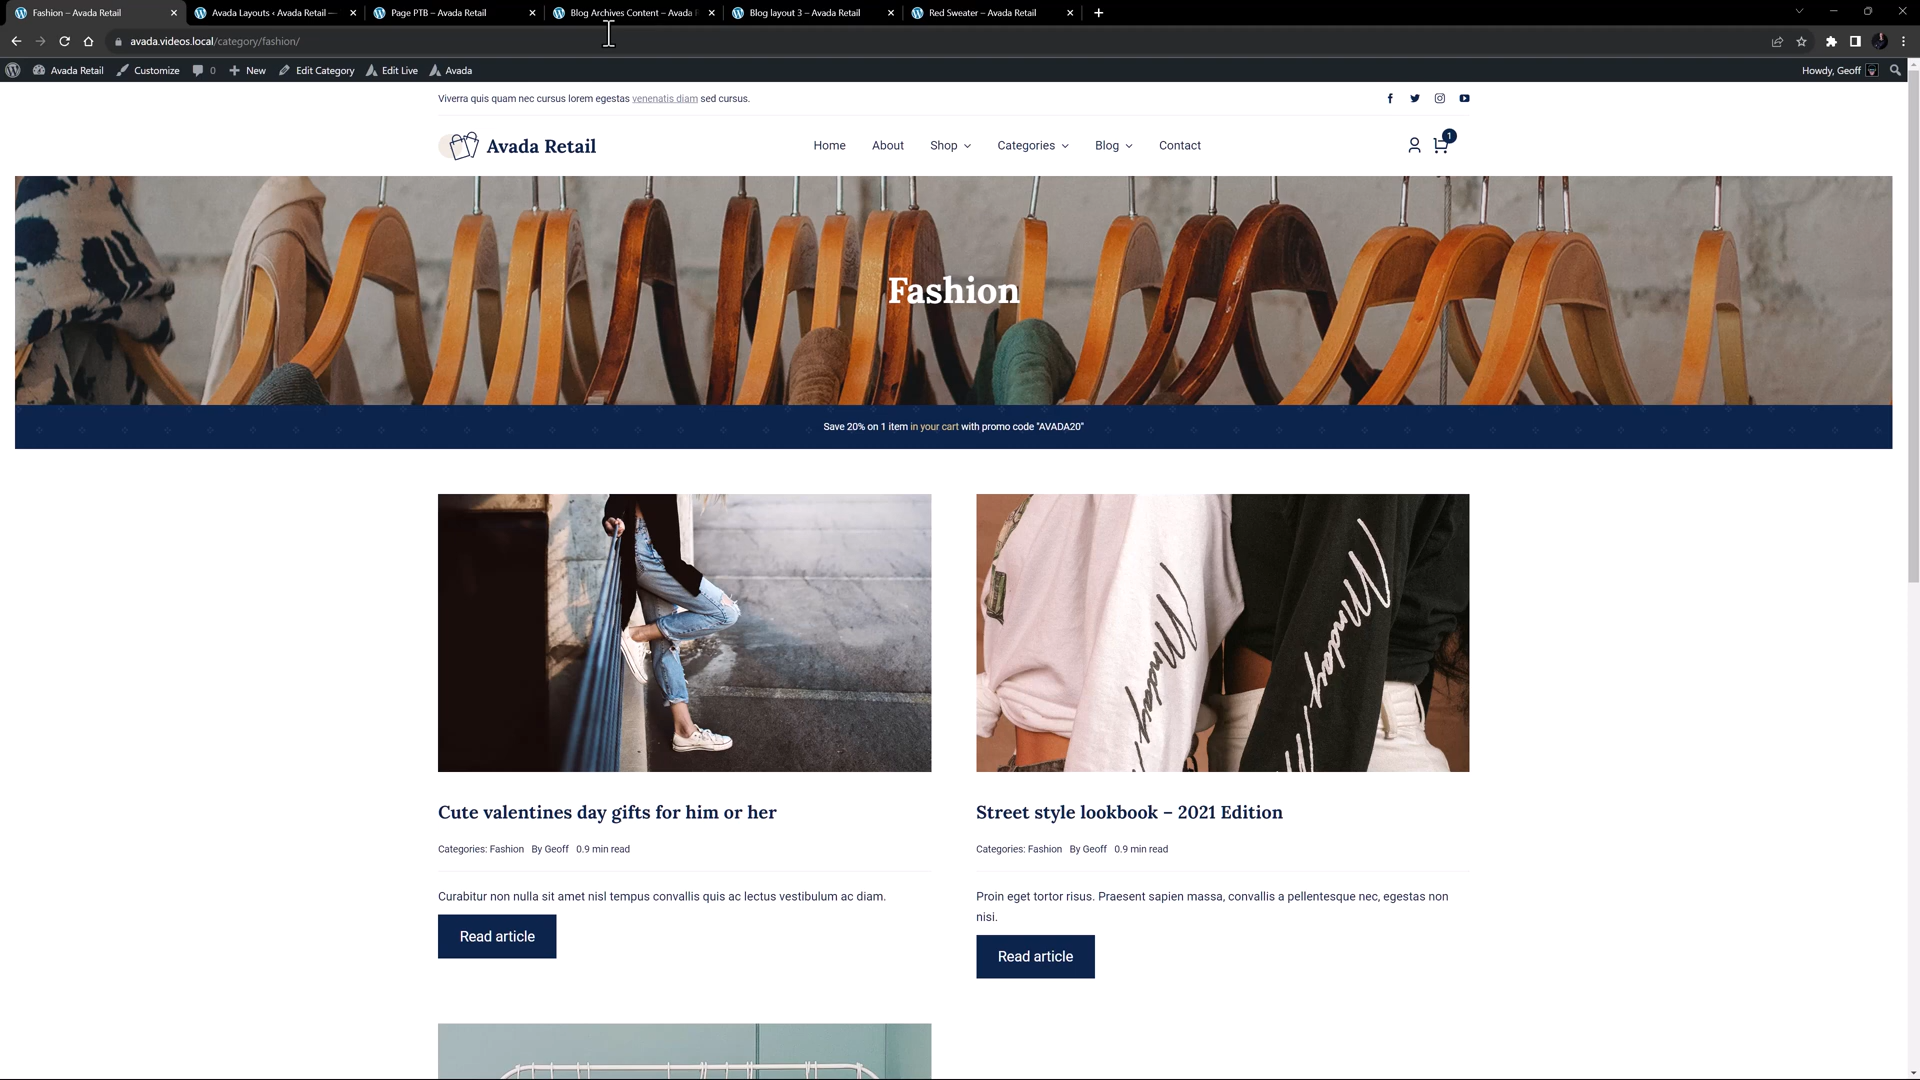 Fashion – Avada Retail
Avada Layouts ‹ Avada Retail —
Page PTB – Avada Retail
Blog Archives Content – Avada
Blog layout 3 – Avada Retail
Red Sweater – Avada Retail
avada.videos.local/category/fashion/
Avada Retail
Customize
0
New
Edit Category
Edit Live
Avada
Howdy, Geoff
Viverra quis quam nec cursus lorem egestas venenatis diam sed cursus.
Avada Retail
Home
About
Shop
Categories
Blog
Contact
1
Fashion
Save 20% on 1 item in your cart with promo code "AVADA20"
Mnday
Mnday
Cute valentines day gifts for him or her
Categories: Fashion By Geoff 0.9 min read
Curabitur non nulla sit amet nisl tempus convallis quis ac lectus vestibulum ac diam.
Read article
Street style lookbook – 2021 Edition
Categories: Fashion By Geoff 0.9 min read
Proin eget tortor risus. Praesent sapien massa, convallis a pellentesque nec, egestas non
nisi.
Read article